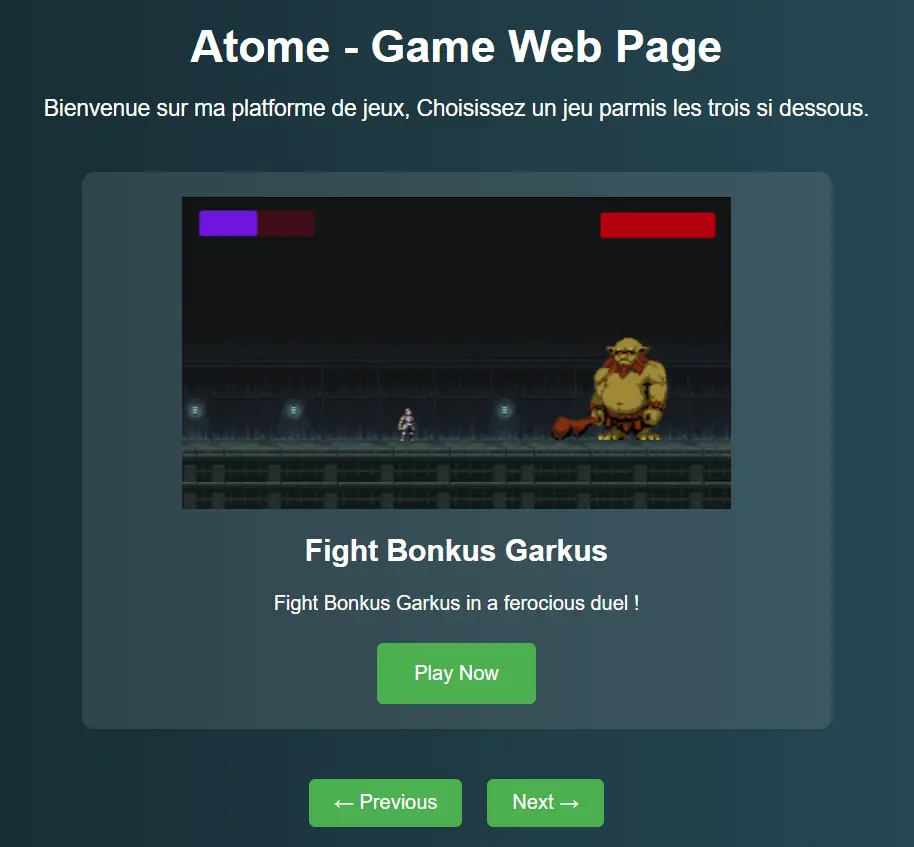 Atome - Game Web Page
Bienvenue sur ma platforme de jeux, Choisissez un jeu parmis les trois si dessous.
Fight Bonkus Garkus
Fight Bonkus Garkus in a ferocious duel !
Play Now
← Previous
Next →